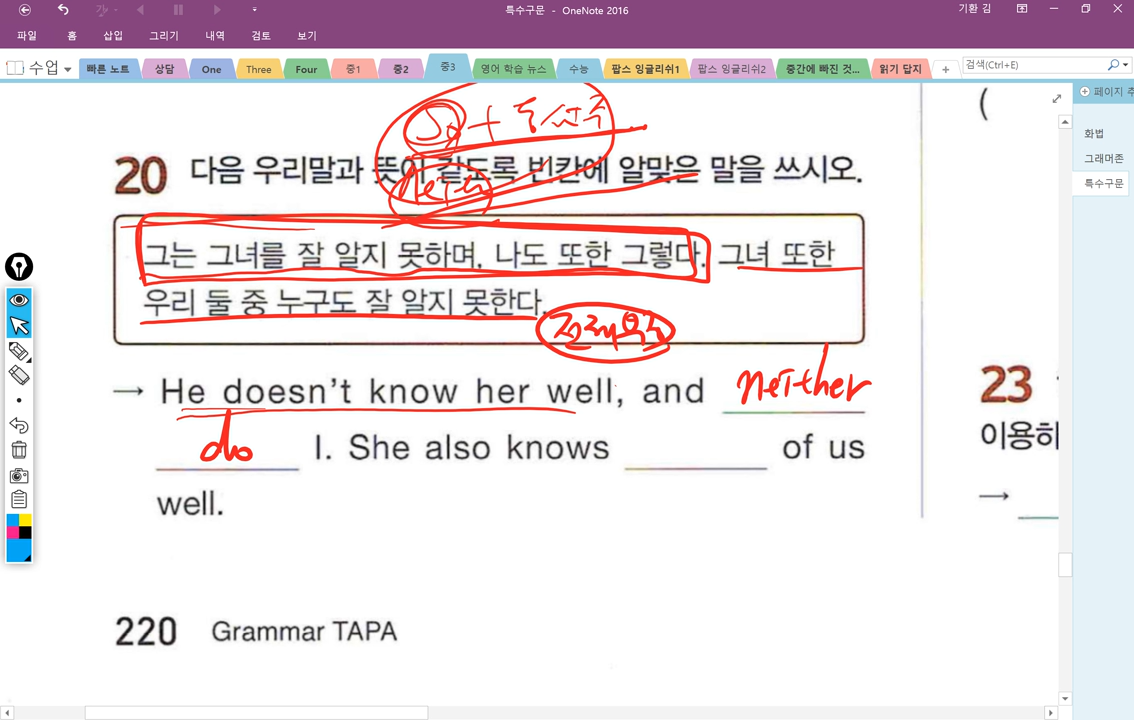 특수구문 - OneNote 2016
기환 김
파일 홈 삽입 그리기 내역 검토 보기
수업 빠른 노트 상담 One Three Four 중1 중2 중3 영어 학습 뉴스 수능 팝스 잉글리쉬1 팝스 잉글리쉬2 중간에 빠진 것... 읽기 답지 + 검색(Ctrl+E)
페이지 추
화법
그래머존
특수구문
So + 동사+주
20 다음 우리말과 뜻이 같도록 빈칸에 알맞은 말을 쓰시오.
그는 그녀를 잘 알지 못하며, 나도 또한 그렇다. 그녀 또한
우리 둘 중 누구도 잘 알지 못한다.
→ He doesn't know her well, and neither
do I. She also knows of us
well.
220 Grammar TAPA
(
23
이용하
→